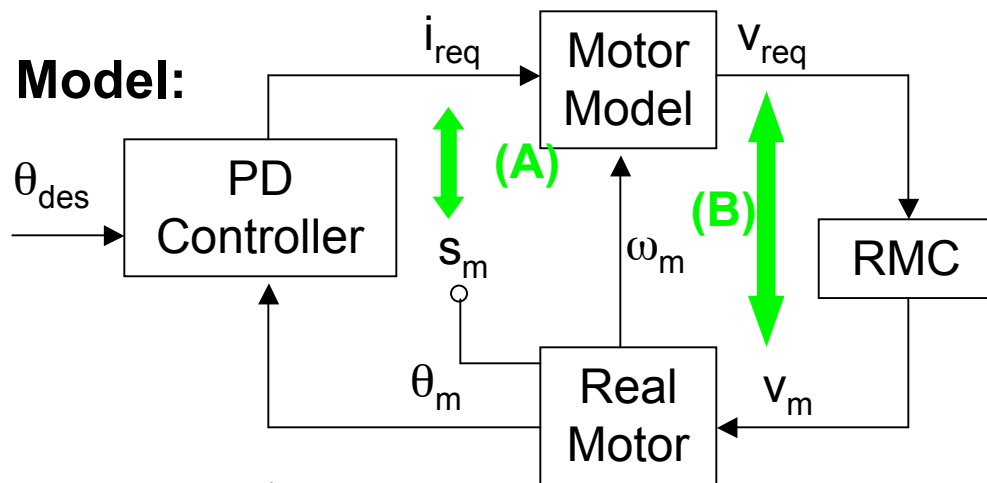 Model:
i_req
Motor
Model
v_req
θ_des
PD
Controller
(A)
(B)
s_m
ω_m
RMC
θ_m
Real
Motor
v_m